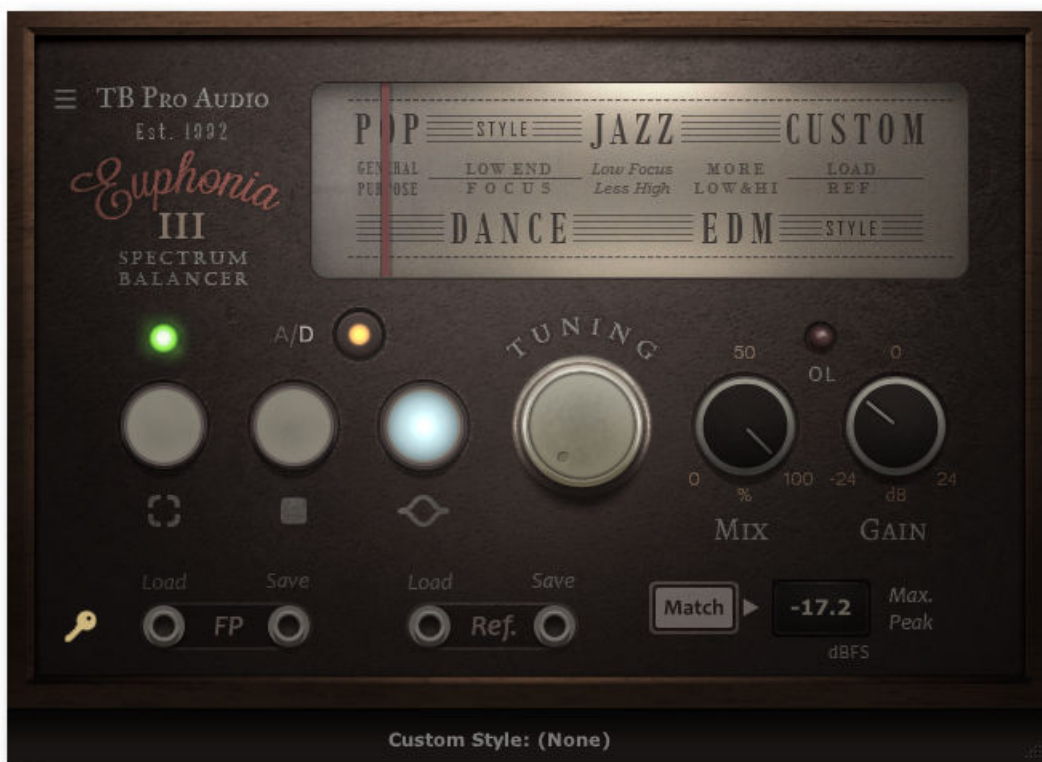 TB PRO AUDIO
Est. 1992
Euphonia
III
SPECTRUM
BALANCER
POP STYLE JAZZ CUSTOM
GENERAL PURPOSE
LOW END FOCUS
Low Focus Less High
MORE LOW&HI
LOAD REF.
DANCE EDM STYLE
A/D
TUNING
50
0 100
%
MIX
OL
0
-24 24
dB
GAIN
Load Save
FP
Load Save
Ref.
Match
-17.2
Max.
Peak
dBFS
Custom Style: (None)